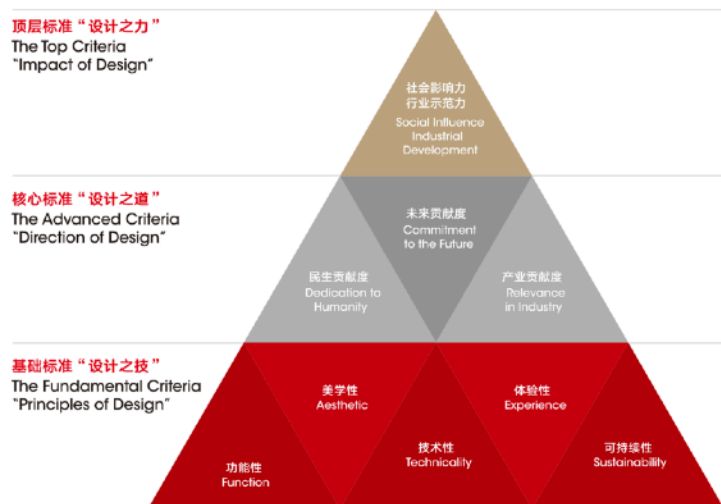 顶层标准“设计之力”
The Top Criteria
“Impact of Design”
社会影响力
行业示范力
Social Influence
Industrial
Development
核心标准“设计之道”
The Advanced Criteria
“Direction of Design”
未来贡献度
Commitment
to the Future
民生贡献度
Dedication to
Humanity
产业贡献度
Relevance
in Industry
基础标准“设计之技”
The Fundamental Criteria
“Principles of Design”
美学性
Aesthetic
体验性
Experience
功能性
Function
技术性
Technicality
可持续性
Sustainability